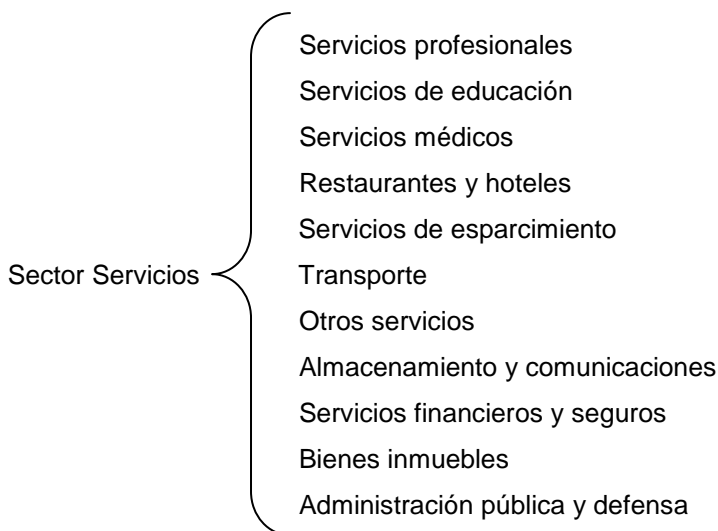 Sector Servicios
Servicios profesionales
Servicios de educación
Servicios médicos
Restaurantes y hoteles
Servicios de esparcimiento
Transporte
Otros servicios
Almacenamiento y comunicaciones
Servicios financieros y seguros
Bienes inmuebles
Administración pública y defensa